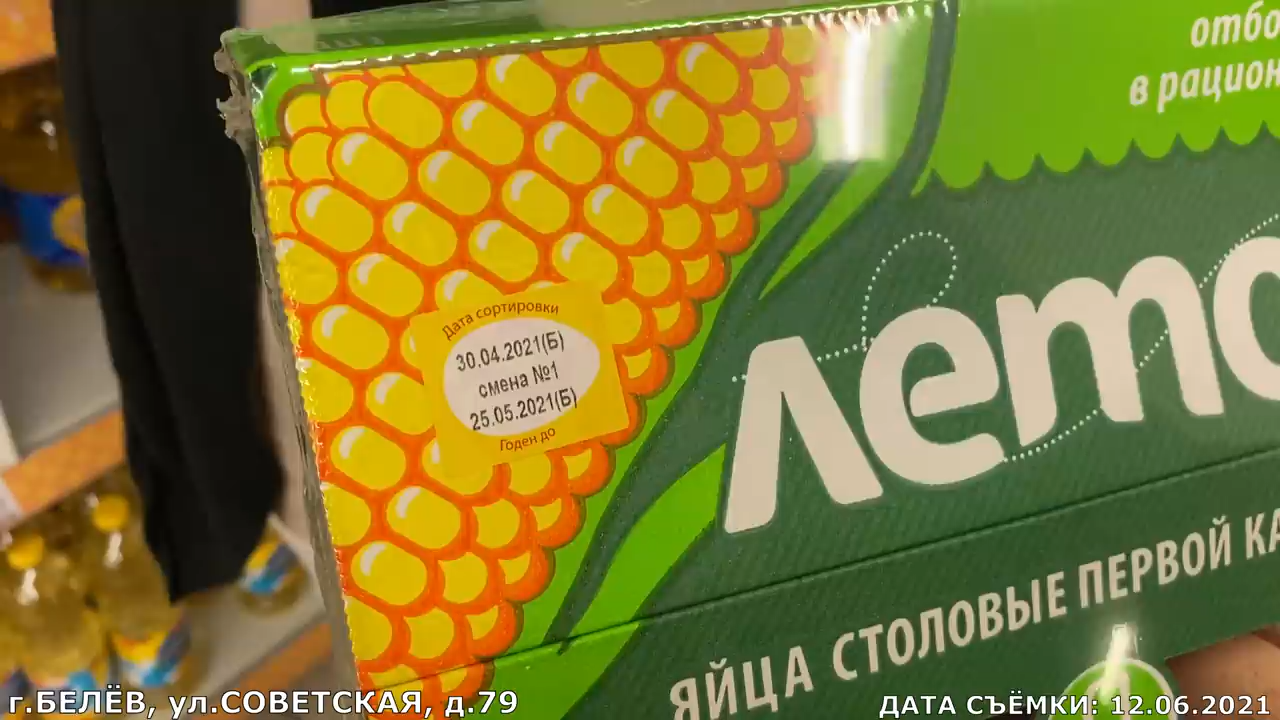 отбо
в рацион
Дата сортировки
30.04.2021(Б)
смена №1
25.05.2021(Б)
Годен до
Лето
ЯЙЦА СТОЛОВЫЕ ПЕРВОЙ КА
г.БЕЛЁВ, ул.СОВЕТСКАЯ, д.79
ДАТА СЪЁМКИ: 12.06.2021